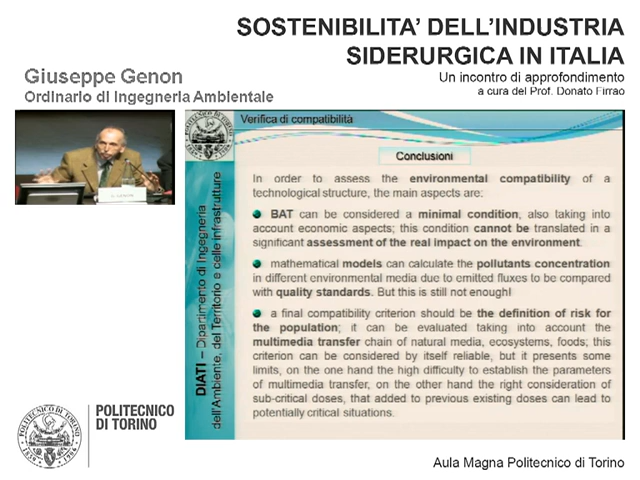 SOSTENIBILITA' DELL'INDUSTRIA
SIDERURGICA IN ITALIA
Un incontro di approfondimento
a cura del Prof. Donato Firrao
Giuseppe Genon
Ordinario di Ingegneria Ambientale
G. GENON
Verifica di compatibilità
Conclusioni
In order to assess the environmental compatibility of a
technological structure, the main aspects are:
BAT can be considered a minimal condition, also taking into
account economic aspects; this condition cannot be translated in a
significant assessment of the real impact on the environment.
mathematical models can calculate the pollutants concentration
in different environmental media due to emitted fluxes to be compared
with quality standards. But this is still not enough!
a final compatibility criterion should be the definition of risk for
the population; it can be evaluated taking into account the
multimedia transfer chain of natural media, ecosystems, foods; this
criterion can be considered by itself reliable, but it presents some
limits, on the one hand the high difficulty to establish the parameters
of multimedia transfer, on the other hand the right consideration of
sub-critical doses, that added to previous existing doses can lead to
potentially critical situations.
DIATI – Dipartimento di Ingegneria
dell'Ambiente, del Territorio e delle Infrastrutture
POLITECNICO DI TORINO
1859 1906
POLITECNICO
DI TORINO
Aula Magna Politecnico di Torino